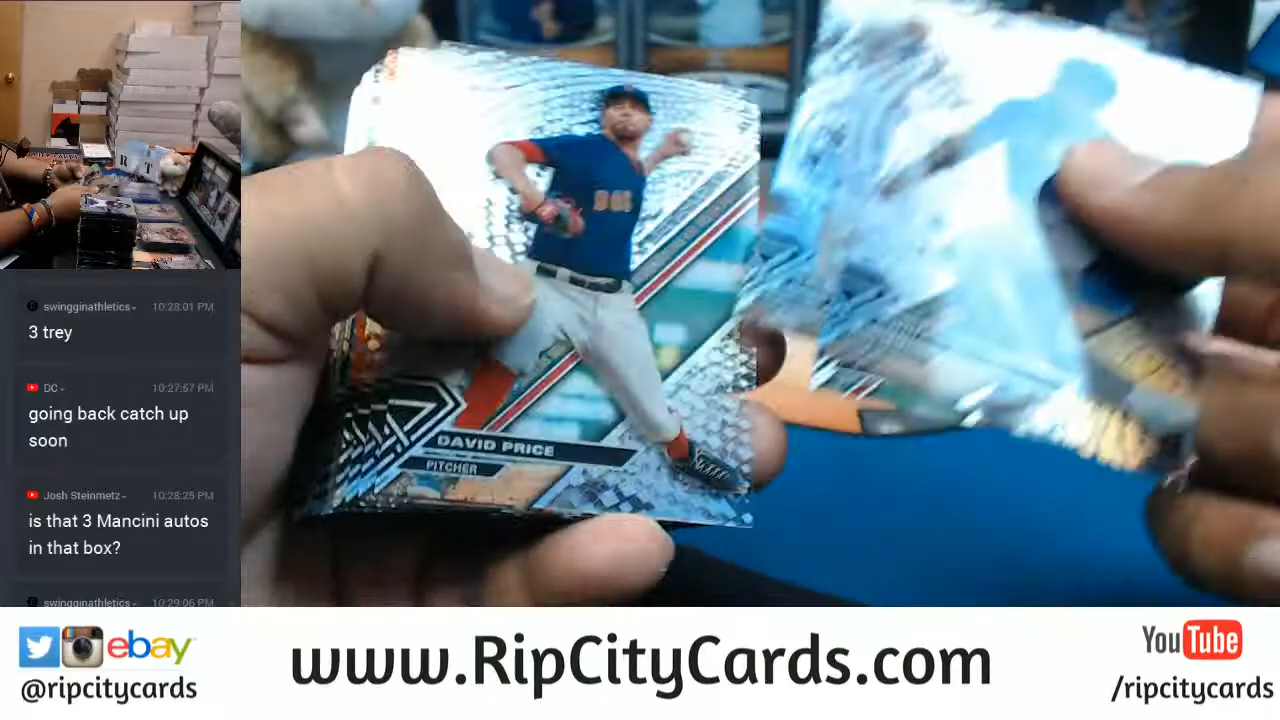 swingginathletics
10:28:01 PM
3 trey
DC
10:27:57 PM
going back catch up
soon
Josh Steinmetz
10:28:25 PM
is that 3 Mancini autos
in that box?
swingginathletics
10:29:06 PM
BOS
DAVID PRICE
PITCHER
ebay
@ripcitycards
www.RipCityCards.com
YouTube
/ripcitycards